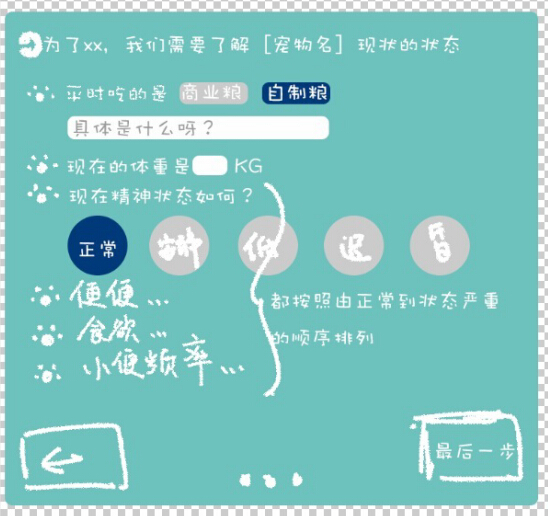 为了xx，我们需要了解［宠物名］现状的状态
平时吃的是 商业粮 自制粮
具体是什么呀？
现在的体重是 KG
现在精神状态如何？
正常 低 迟 昏
便便...
都按照由正常到状态严重
食欲...
的顺序排列
小便频率...
最后一步